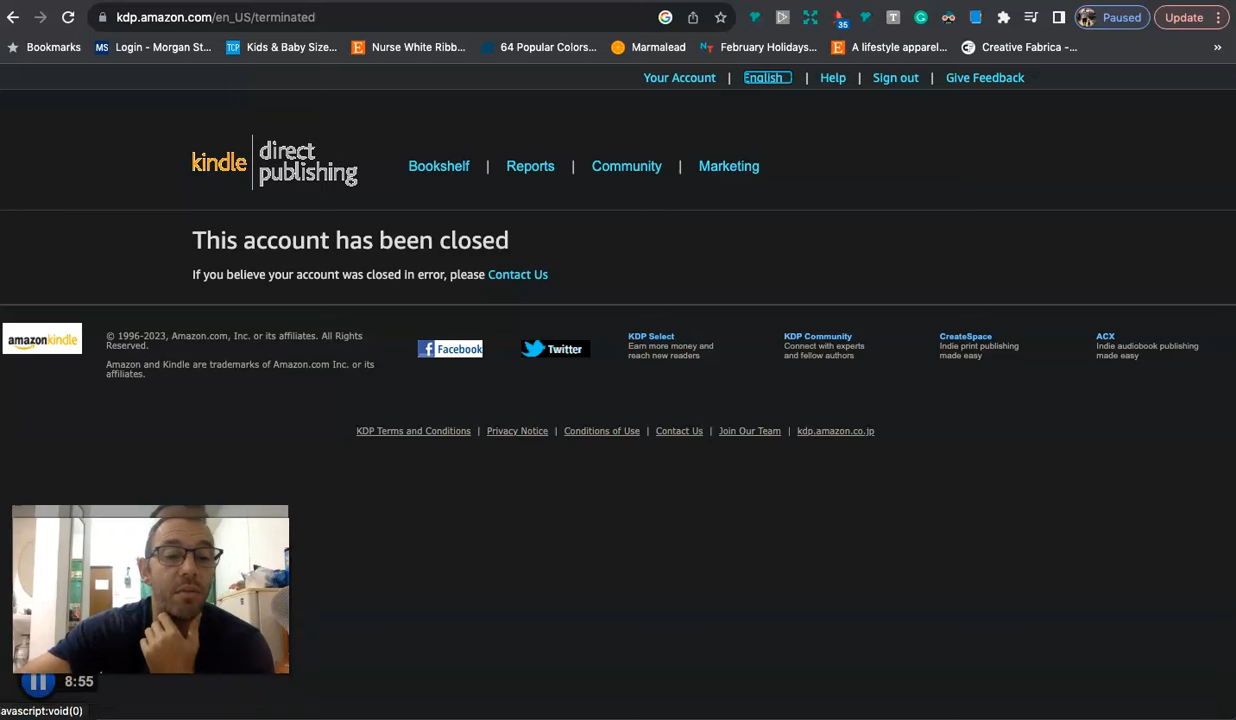 kdp.amazon.com/en_US/terminated
35
T
Paused
Update
Bookmarks
MS Login - Morgan St...
TCP Kids & Baby Size...
E Nurse White Ribb...
64 Popular Colors...
Marmalead
NT February Holidays...
E A lifestyle apparel...
Creative Fabrica -...
»
Your Account | English | Help | Sign out | Give Feedback
kindle direct publishing
Bookshelf | Reports | Community | Marketing
This account has been closed
If you believe your account was closed in error, please Contact Us
amazonkindle
© 1996-2023, Amazon.com, Inc. or its affiliates. All Rights
Reserved.
Amazon and Kindle are trademarks of Amazon.com Inc. or its
affiliates.
f Facebook
Twitter
KDP Select
Earn more money and
reach new readers
KDP Community
Connect with experts
and fellow authors
CreateSpace
Indie print publishing
made easy
ACX
Indie audiobook publishing
made easy
KDP Terms and Conditions | Privacy Notice | Conditions of Use | Contact Us | Join Our Team | kdp.amazon.co.jp
8:55
avascript:void(0)